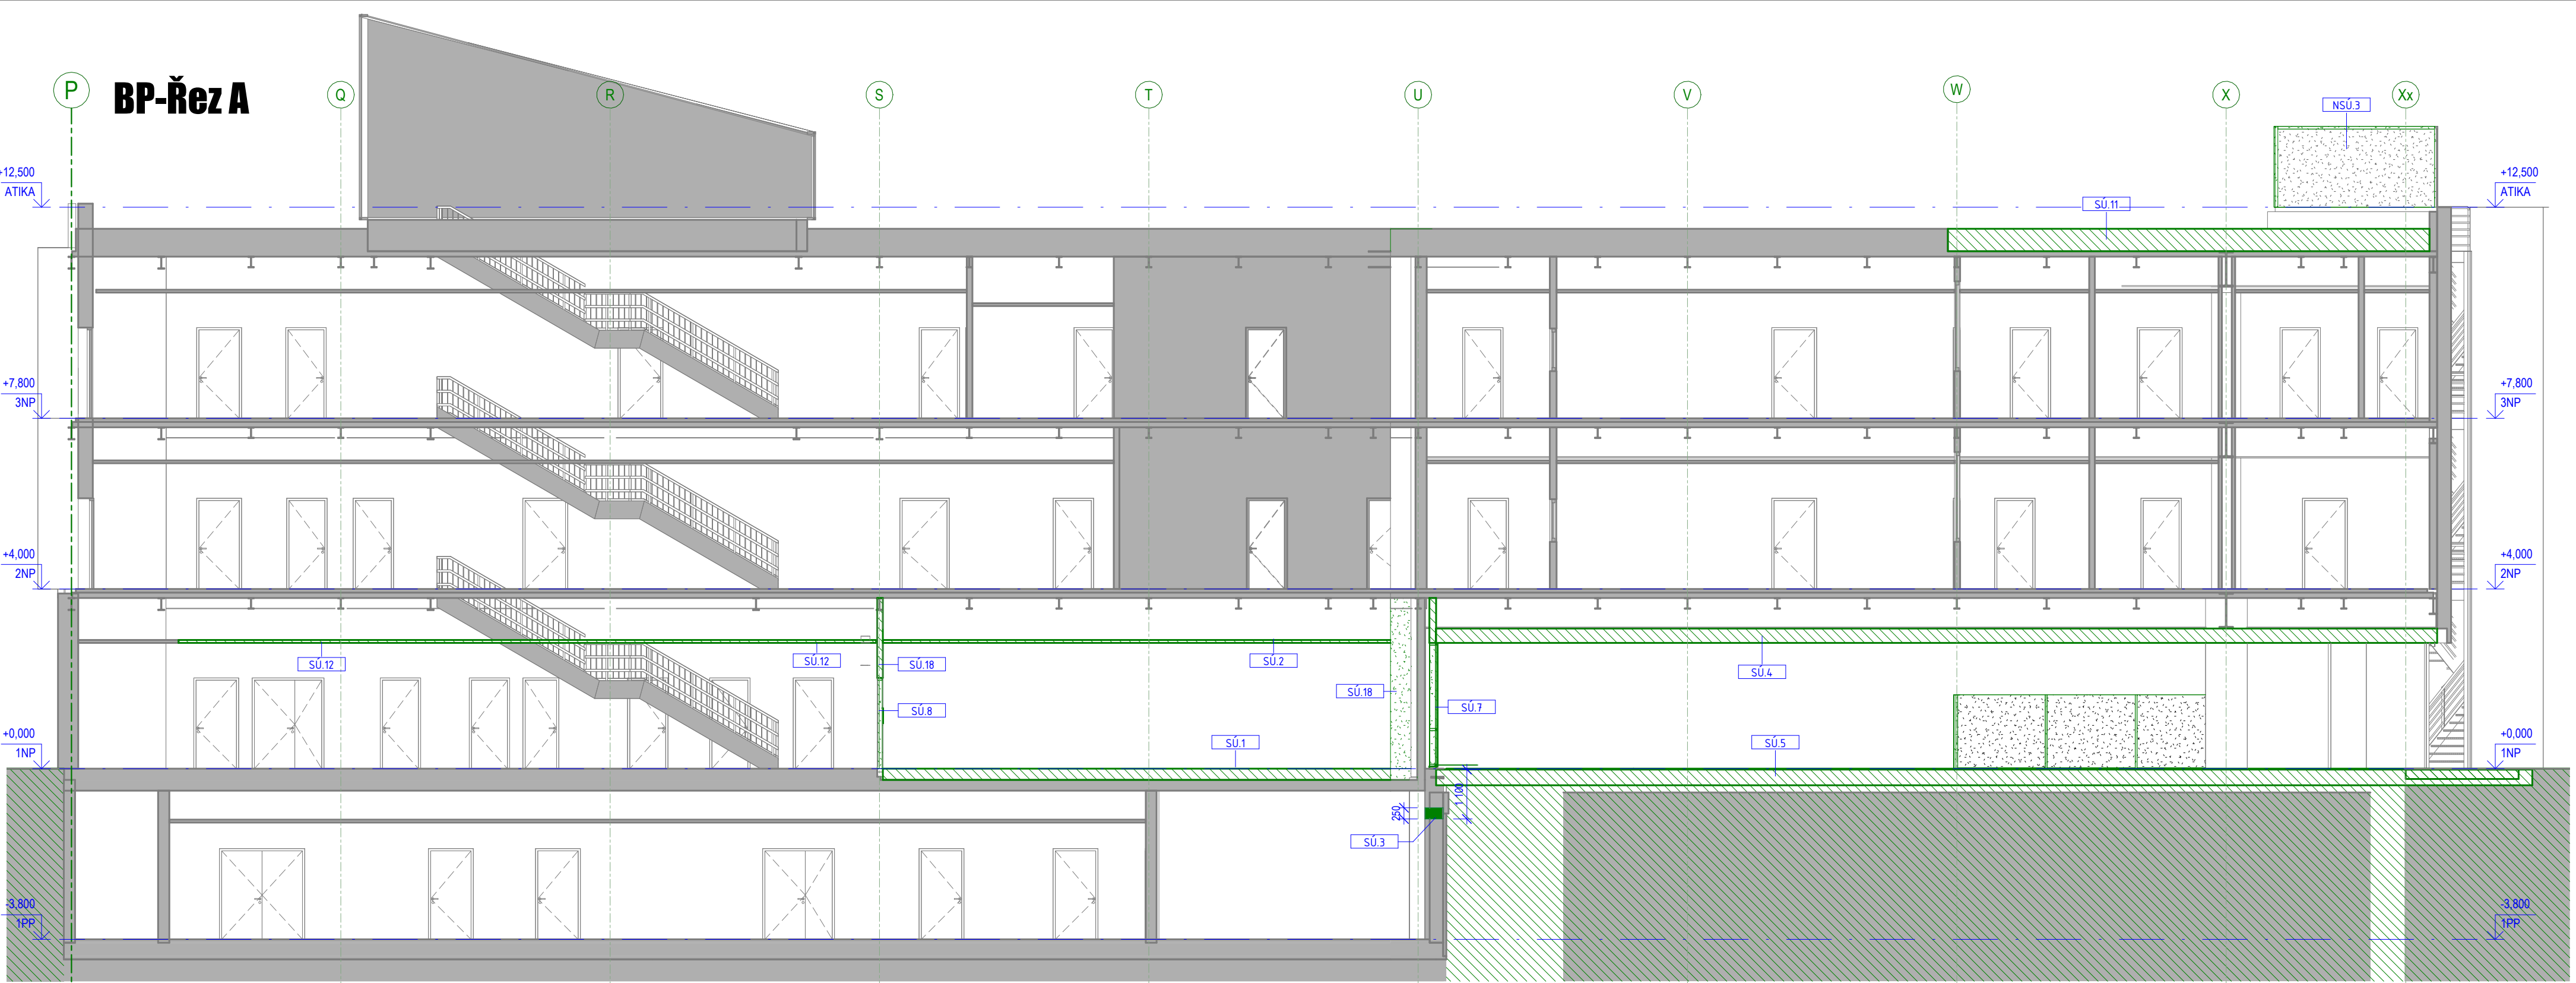 P
BP-Řez A
Q
R
S
T
U
V
W
X
Xx
NSÚ.3
+12,500
ATIKA
+12,500
ATIKA
SÚ.11
+7,800
3NP
+7,800
3NP
+4,000
2NP
+4,000
2NP
SÚ.12
SÚ.12
SÚ.18
SÚ.2
SÚ.4
SÚ.18
SÚ.8
SÚ.7
+0,000
1NP
SÚ.1
SÚ.5
+0,000
1NP
250
1 100
SÚ.3
-3,800
1PP
-3,800
1PP